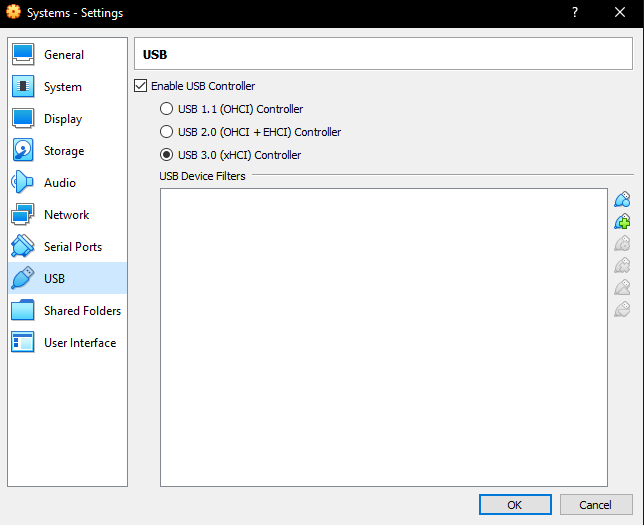 Systems - Settings
?
General
System
Display
Storage
Audio
Network
Serial Ports
USB
Shared Folders
User Interface
USB
Enable USB Controller
USB 1.1 (OHCI) Controller
USB 2.0 (OHCI + EHCI) Controller
USB 3.0 (xHCI) Controller
USB Device Filters
OK
Cancel